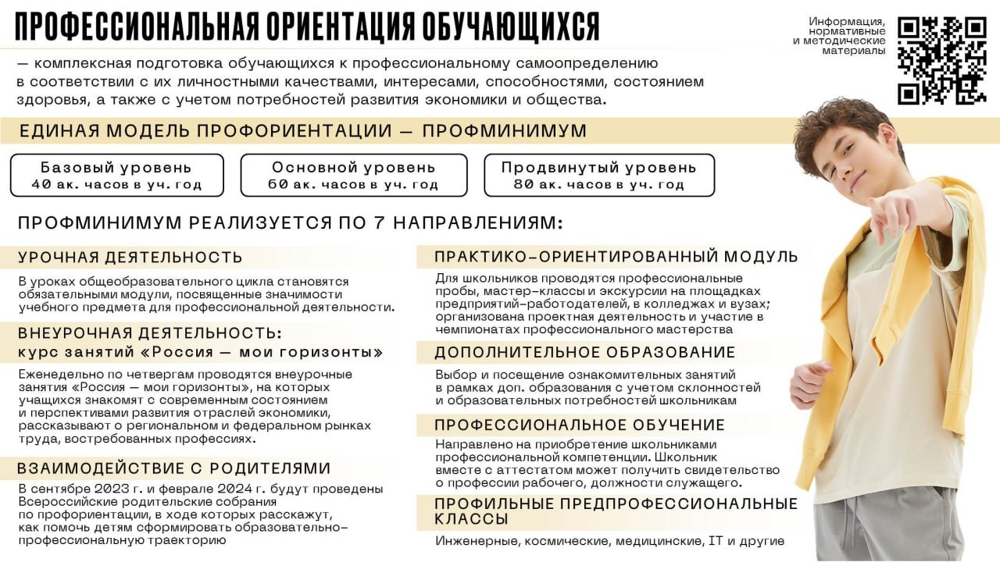 ПРОФЕССИОНАЛЬНАЯ ОРИЕНТАЦИЯ ОБУЧАЮЩИХСЯ
Информация,
нормативные
и методические
материалы
— комплексная подготовка обучающихся к профессиональному самоопределению
в соответствии с их личностными качествами, интересами, способностями, состоянием
здоровья, а также с учетом потребностей развития экономики и общества.
ЕДИНАЯ МОДЕЛЬ ПРОФОРИЕНТАЦИИ — ПРОФМИНИМУМ
Базовый уровень
40 ак. часов в уч. год
Основной уровень
60 ак. часов в уч. год
Продвинутый уровень
80 ак. часов в уч. год
ПРОФМИНИМУМ РЕАЛИЗУЕТСЯ ПО 7 НАПРАВЛЕНИЯМ:
УРОЧНАЯ ДЕЯТЕЛЬНОСТЬ
В уроках общеобразовательного цикла становятся
обязательными модули, посвященные значимости
учебного предмета для профессиональной деятельности.
ВНЕУРОЧНАЯ ДЕЯТЕЛЬНОСТЬ:
курс занятий «Россия — мои горизонты»
Еженедельно по четвергам проводятся внеурочные
занятия «Россия — мои горизонты», на которых
учащихся знакомят с современным состоянием
и перспективами развития отраслей экономики,
рассказывают о региональном и федеральном рынках
труда, востребованных профессиях.
ВЗАИМОДЕЙСТВИЕ С РОДИТЕЛЯМИ
В сентябре 2023 г. и феврале 2024 г. будут проведены
Всероссийские родительские собрания
по профориентации, в ходе которых расскажут,
как помочь детям сформировать образовательно-
профессиональную траекторию
ПРАКТИКО-ОРИЕНТИРОВАННЫЙ МОДУЛЬ
Для школьников проводятся профессиональные
пробы, мастер-классы и экскурсии на площадках
предприятий-работодателей, в колледжах и вузах;
организована проектная деятельность и участие в
чемпионатах профессионального мастерства
ДОПОЛНИТЕЛЬНОЕ ОБРАЗОВАНИЕ
Выбор и посещение ознакомительных занятий
в рамках доп. образования с учетом склонностей
и образовательных потребностей школьникам
ПРОФЕССИОНАЛЬНОЕ ОБУЧЕНИЕ
Направлено на приобретение школьниками
профессиональной компетенции. Школьник
вместе с аттестатом может получить свидетельство
о профессии рабочего, должности служащего.
ПРОФИЛЬНЫЕ ПРЕДПРОФЕССИОНАЛЬНЫЕ
КЛАССЫ
Инженерные, космические, медицинские, IT и другие